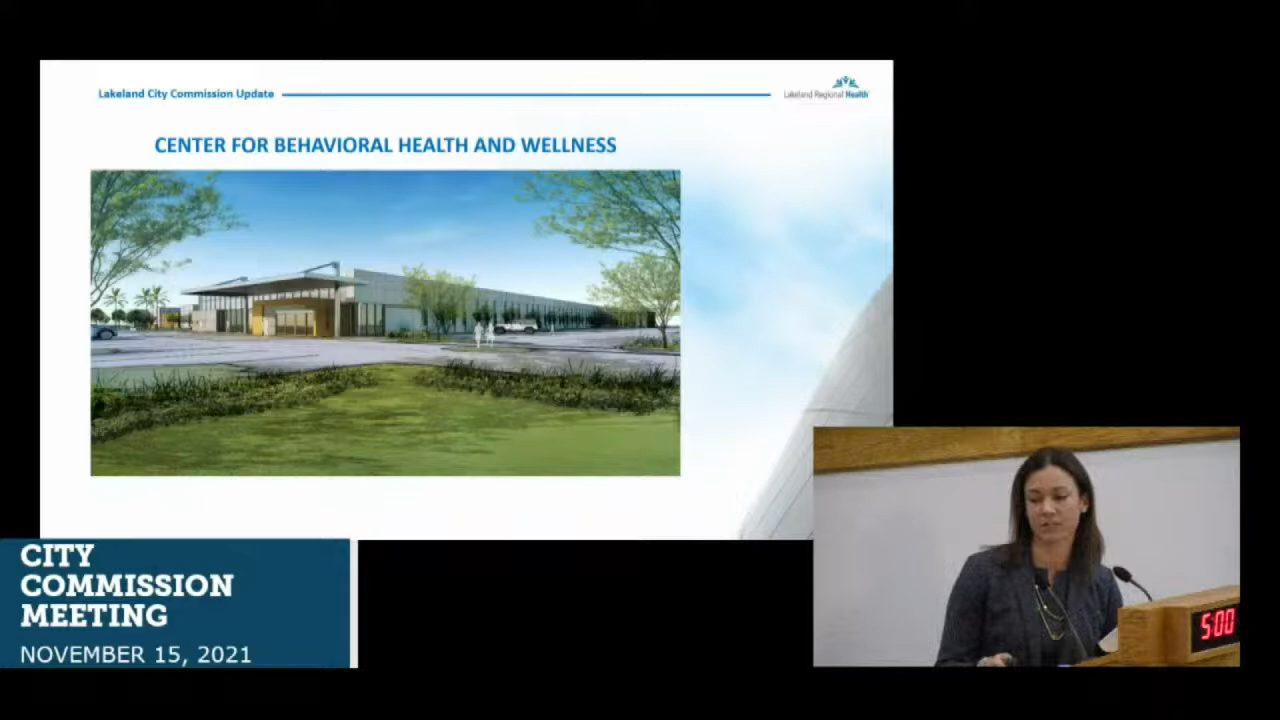 Lakeland City Commission Update
Lakeland Regional Health
CENTER FOR BEHAVIORAL HEALTH AND WELLNESS
CITY
COMMISSION
MEETING
NOVEMBER 15, 2021
5:00